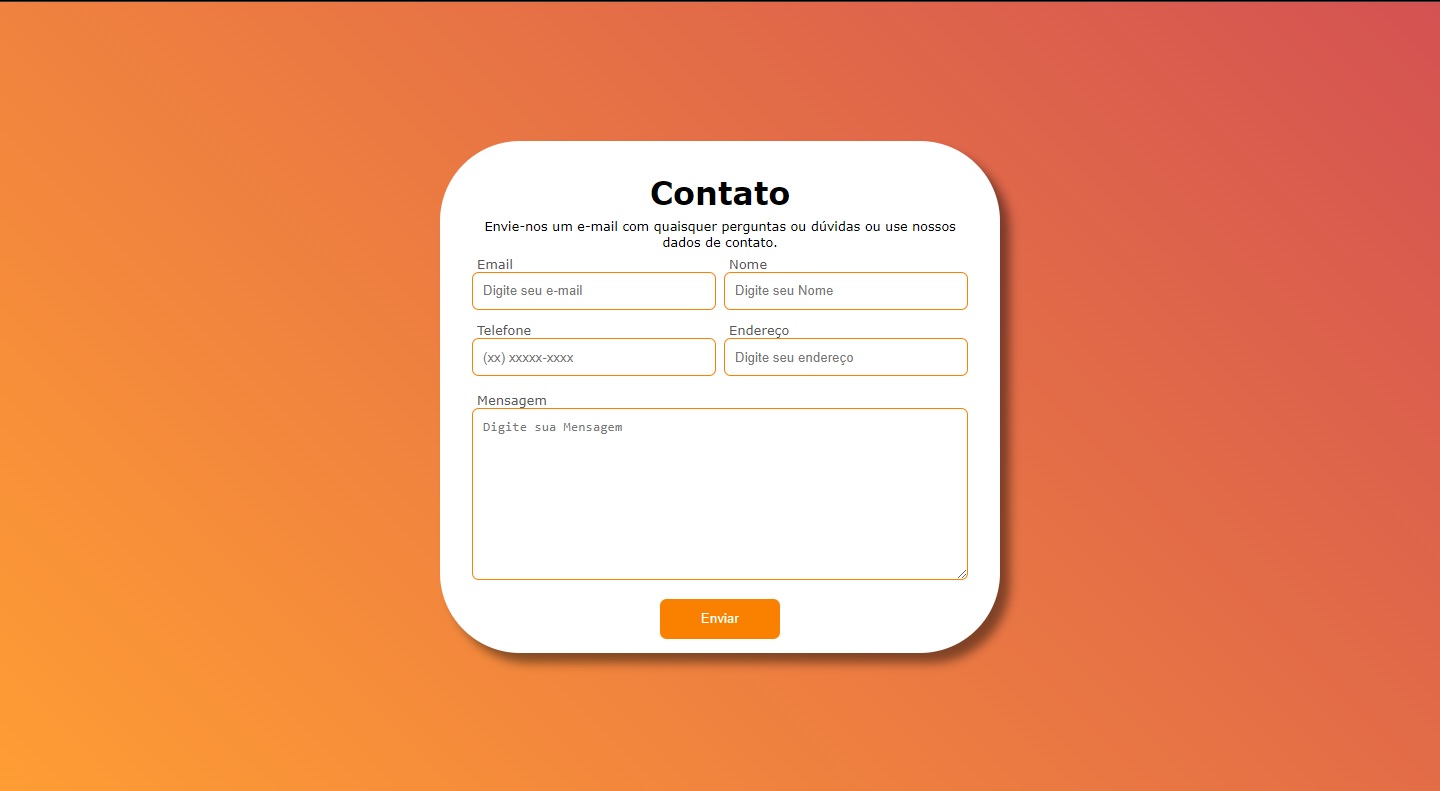 Contato
Envie-nos um e-mail com quaisquer perguntas ou dúvidas ou use nossos
dados de contato.
Email
Nome
Digite seu e-mail
Digite seu Nome
Telefone
Endereço
(xx) xxxxx-xxxx
Digite seu endereço
Mensagem
Digite sua Mensagem
Enviar